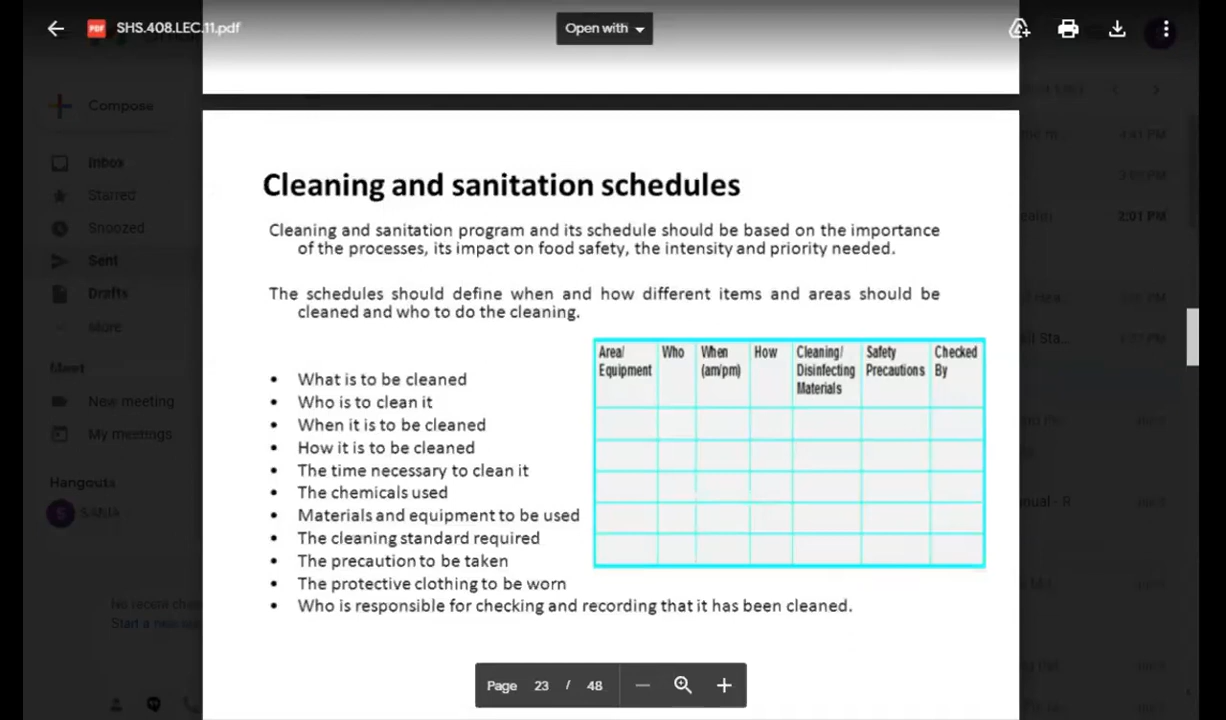 SHS.408.LEC.11.pdf
Open with
Compose
Inbox
Starred
Snoozed
2:01 PM
Sent
Drafts
More
Meet
New meeting
My meetings
Hangouts
Cleaning and sanitation schedules
Cleaning and sanitation program and its schedule should be based on the importance
of the processes, its impact on food safety, the intensity and priority needed.
The schedules should define when and how different items and areas should be
cleaned and who to do the cleaning.
• What is to be cleaned
• Who is to clean it
• When it is to be cleaned
• How it is to be cleaned
• The time necessary to clean it
• The chemicals used
• Materials and equipment to be used
• The cleaning standard required
• The precaution to be taken
• The protective clothing to be worn
• Who is responsible for checking and recording that it has been cleaned.
Area/ Who When How Cleaning/ Safety Checked
Equipment (am/pm) Disinfecting Precautions By
Materials
Page 23 / 48